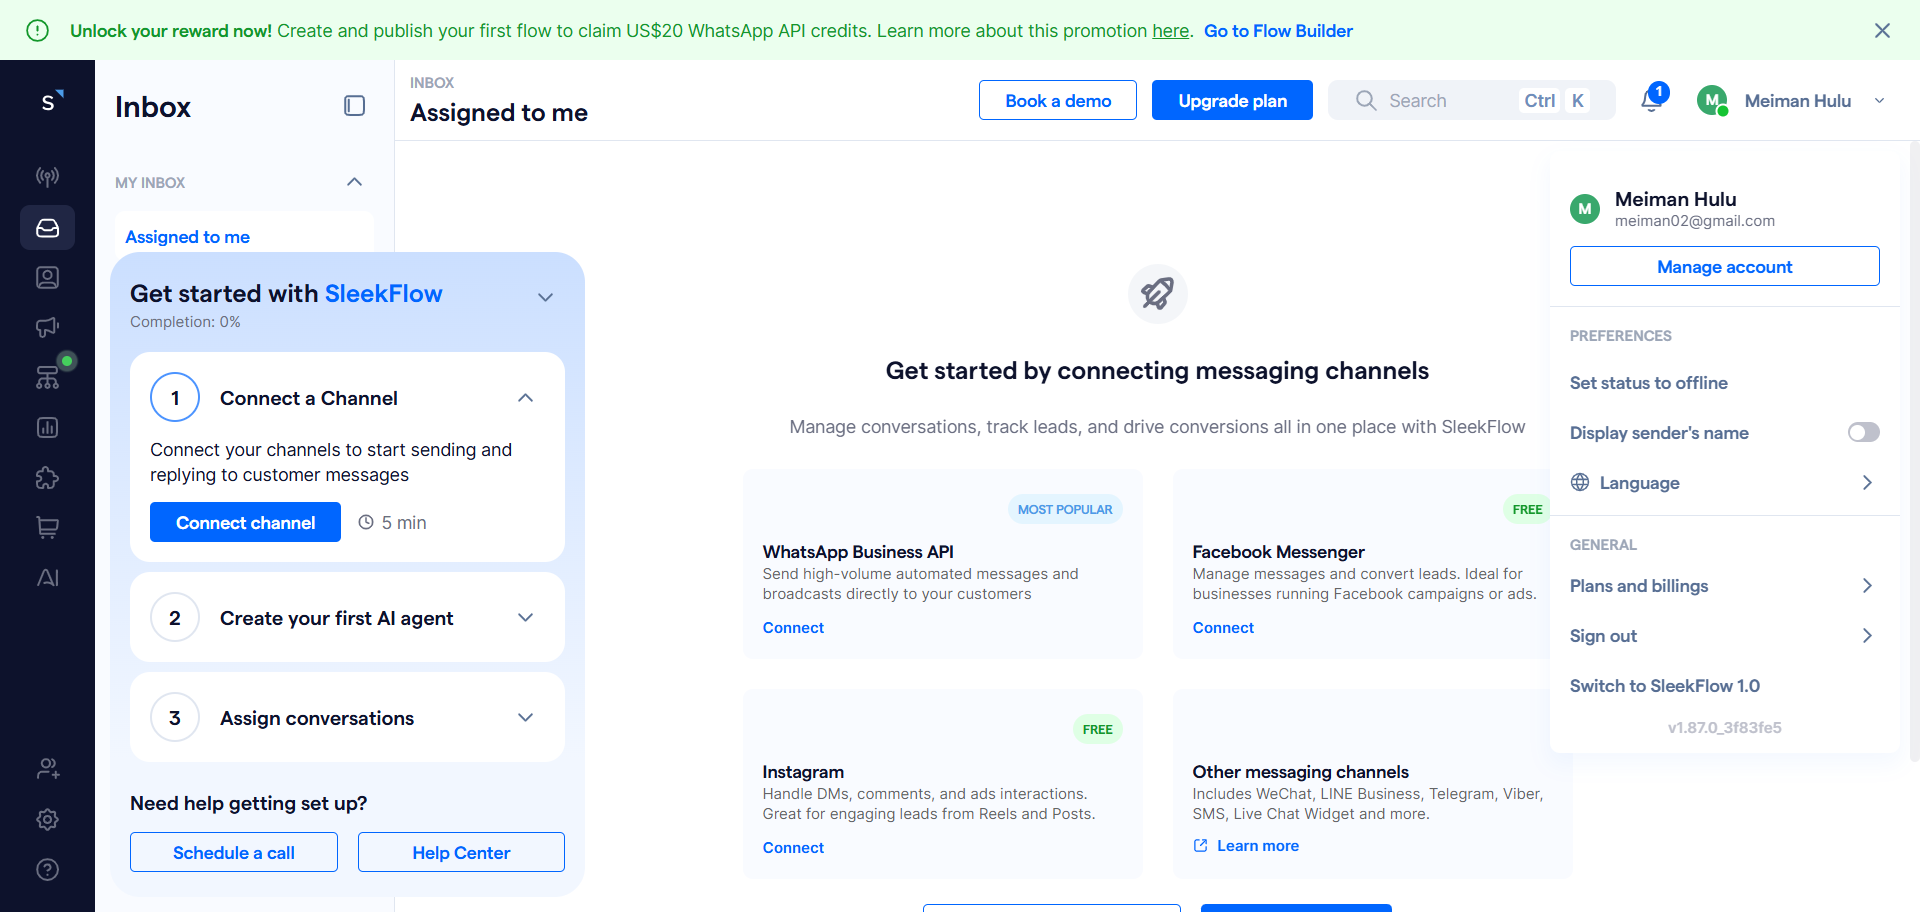 Unlock your reward now! Create and publish your first flow to claim US$20 WhatsApp API credits. Learn more about this promotion here. Go to Flow Builder
S
Inbox
INBOX
Assigned to me
Book a demo
Upgrade plan
Search
Ctrl
K
1
M
Meiman Hulu
MY INBOX
Assigned to me
Get started with SleekFlow
Completion: 0%
1
Connect a Channel
Connect your channels to start sending and
replying to customer messages
Connect channel
5 min
2
Create your first AI agent
3
Assign conversations
Need help getting set up?
Schedule a call
Help Center
AI
Get started by connecting messaging channels
Manage conversations, track leads, and drive conversions all in one place with SleekFlow
MOST POPULAR
WhatsApp Business API
Send high-volume automated messages and
broadcasts directly to your customers
Connect
FREE
Facebook Messenger
Manage messages and convert leads. Ideal for
businesses running Facebook campaigns or ads.
Connect
FREE
Instagram
Handle DMs, comments, and ads interactions.
Great for engaging leads from Reels and Posts.
Connect
Other messaging channels
Includes WeChat, LINE Business, Telegram, Viber,
SMS, Live Chat Widget and more.
Learn more
M
Meiman Hulu
meiman02@gmail.com
Manage account
PREFERENCES
Set status to offline
Display sender's name
Language
GENERAL
Plans and billings
Sign out
Switch to SleekFlow 1.0
v1.87.0_3f83fe5